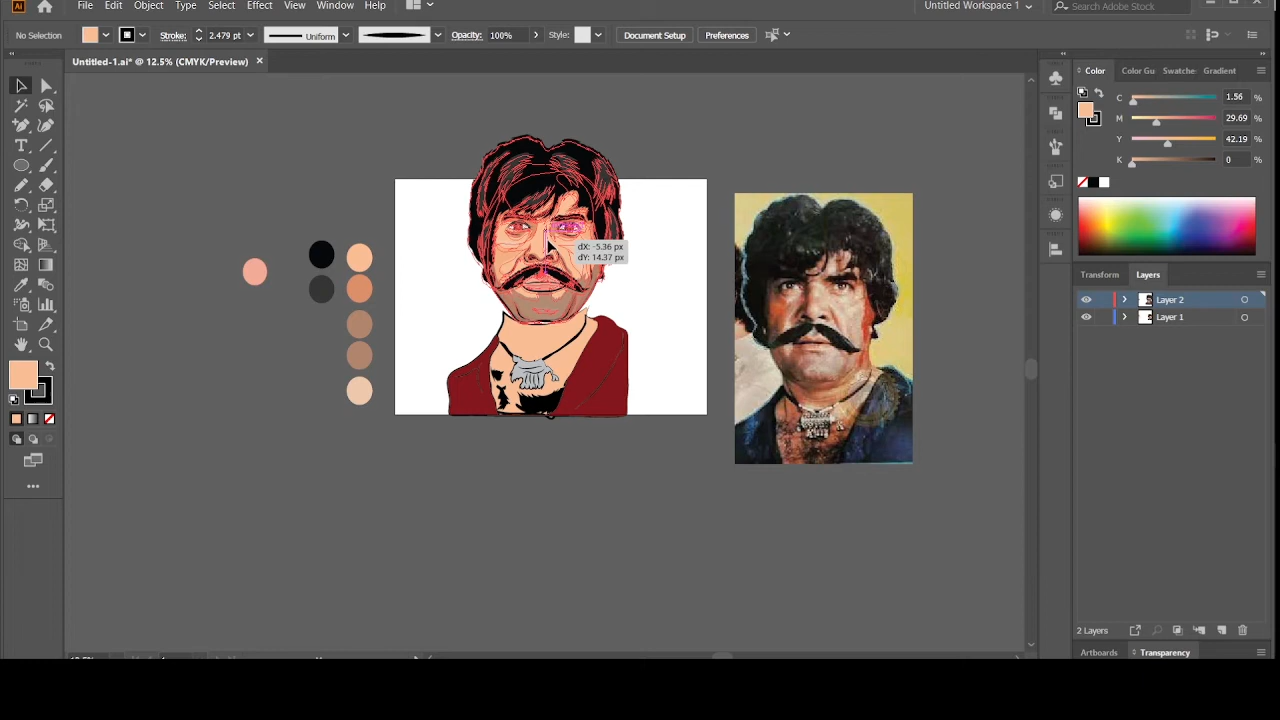 Ai File Edit Object Type Select Effect View Window Help Untitled Workspace 1 Search Adobe Stock
No Selection Stroke: 2.479 pt Uniform Opacity: 100% Style: Document Setup Preferences
Untitled-1.ai* @ 12.5% (CMYK/Preview)
Color Color Gu Swatche Gradient
C 1.56 %
M 29.69 %
Y 42.19 %
K 0 %
dX: -5.36 px
dY: 14.37 px
Transform Layers
Layer 2
Layer 1
2 Layers
Artboards Transparency